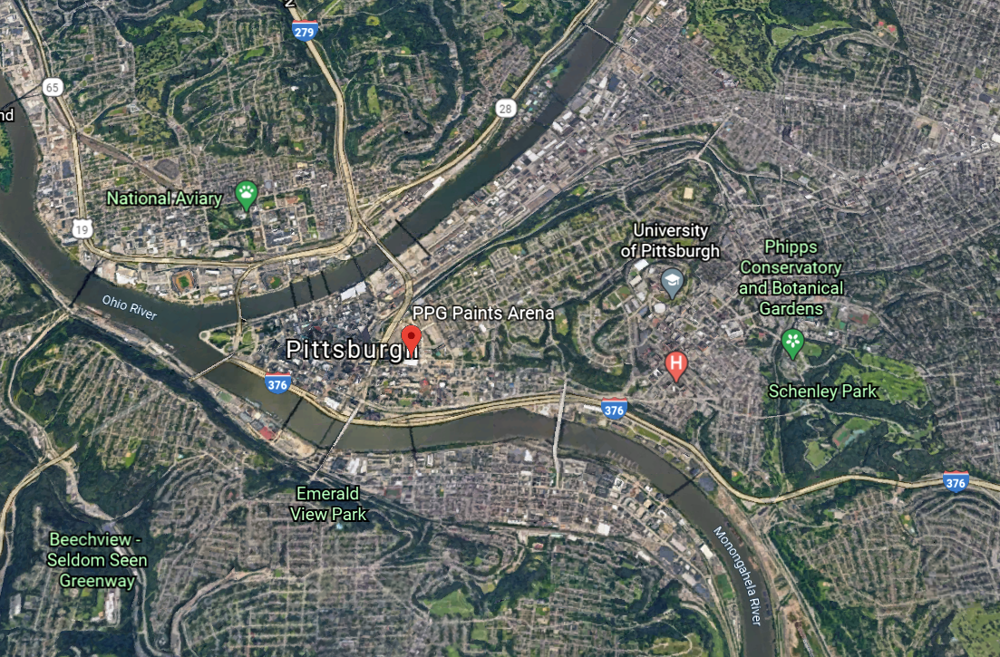 N
279
65
28
nd
National Aviary
19
University
of Pittsburgh
Phipps
Conservatory
and Botanical
Gardens
Ohio River
PPG Paints Arena
Pittsburgh
H
376
Schenley Park
376
376
Emerald
View Park
Beechview -
Seldom Seen
Greenway
Monongahela River